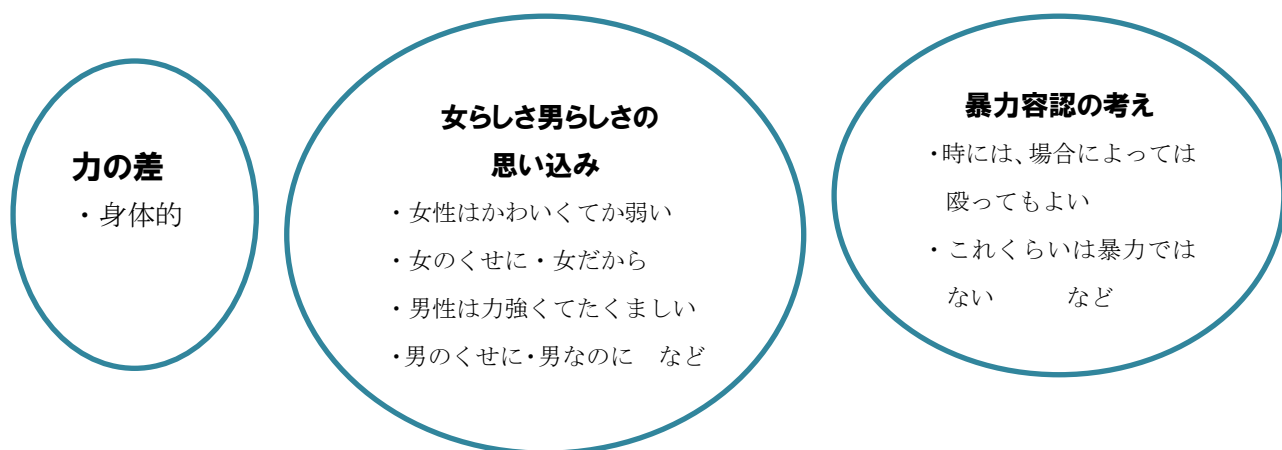 力の差
・身体的
女らしさ男らしさの
思い込み
・女性はかわいくてか弱い
・女のくせに・女だから
・男性は力強くてたくましい
・男のくせに・男なのに　など
暴力容認の考え
・時には、場合によっては
殴ってもよい
・これくらいは暴力では
ない　　　など